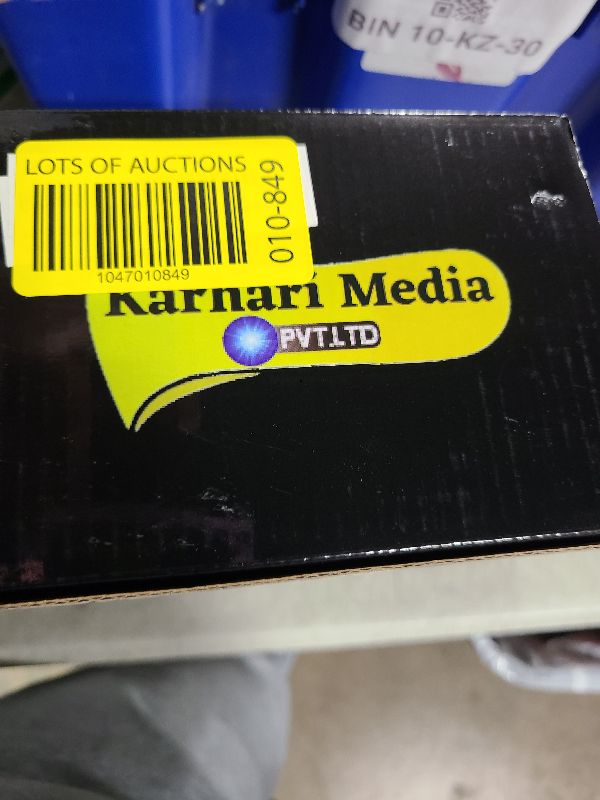 BIN 10-KZ-30
LOTS OF AUCTIONS
010-849
1047010849
Karhari Media
PVT.LTD